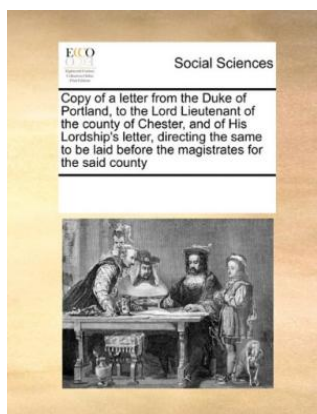 ECCO
Social Sciences
Copy of a letter from the Duke of
Portland, to the Lord Lieutenant of
the county of Chester, and of His
Lordship's letter, directing the same
to be laid before the magistrates for
the said county